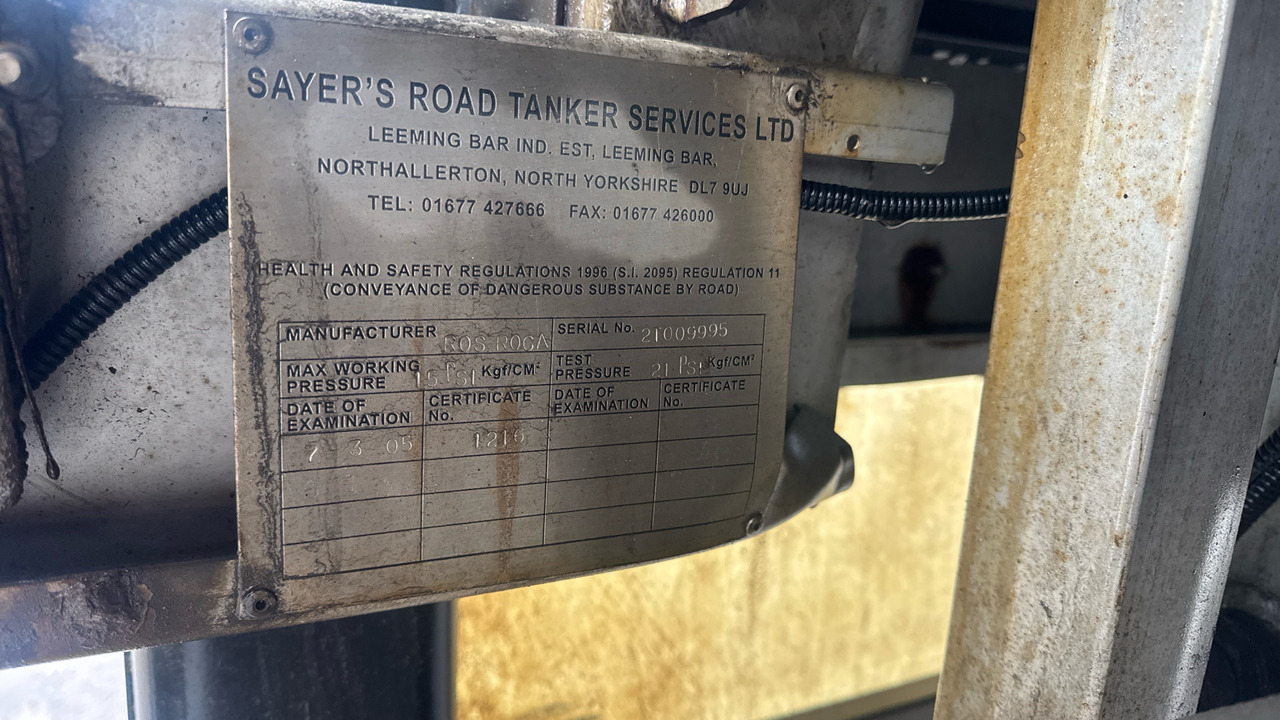 SAYER'S ROAD TANKER SERVICES LTD
LEEMING BAR IND. EST, LEEMING BAR,
NORTHALLERTON, NORTH YORKSHIRE DL7 9UJ
TEL: 01677 427666 FAX: 01677 426000
HEALTH AND SAFETY REGULATIONS 1996 (S.I. 2095) REGULATION 11
(CONVEYANCE OF DANGEROUS SUBSTANCE BY ROAD)
MANUFACTURER ROS ROCA SERIAL No. 2T009995
MAX WORKING PRESSURE 15 PSI Kgf/CM² TEST PRESSURE 21 PSI Kgf/CM²
DATE OF EXAMINATION CERTIFICATE No. DATE OF EXAMINATION CERTIFICATE No.
7 3 05 1216